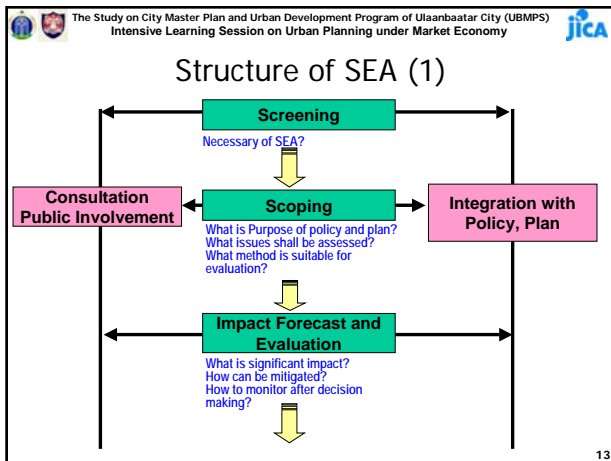 The Study on City Master Plan and Urban Development Program of Ulaanbaatar City (UBMPS)
Intensive Learning Session on Urban Planning under Market Economy
jICA
Structure of SEA (1)
Screening
Necessary of SEA?
Consultation
Public Involvement
Scoping
Integration with
Policy, Plan
What is Purpose of policy and plan?
What issues shall be assessed?
What method is suitable for
evaluation?
Impact Forecast and
Evaluation
What is significant impact?
How can be mitigated?
How to monitor after decision
making?
13